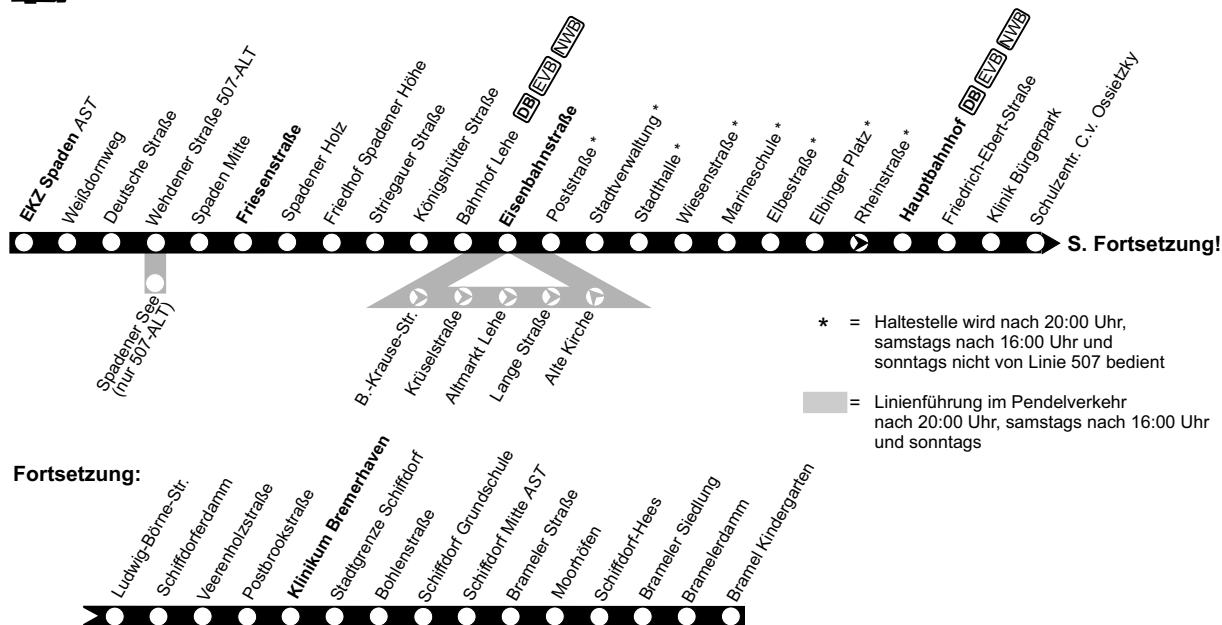 EKZ Spaden AST
Weißdornweg
Deutsche Straße
Wehdener Straße 507-ALT
Spaden Mitte
Friesenstraße
Spadener Holz
Friedhof Spadener Höhe
Striegauer Straße
Königshütter Straße
Bahnhof Lehe DB EVB NWB
Eisenbahnstraße
Poststraße *
Stadtverwaltung *
Stadthalle *
Wiesenstraße *
Marineschule *
Elbestraße *
Elbinger Platz *
Rheinstraße *
Hauptbahnhof DB EVB NWB
Friedrich-Ebert-Straße
Klinik Bürgerpark
Schulzentr. C.v. Ossietzky
S. Fortsetzung!
Spadener See
(nur 507-ALT)
B.-Krause-Str.
Krüselstraße
Altmarkt Lehe
Lange Straße
Alte Kirche
* = Haltestelle wird nach 20:00 Uhr,
samstags nach 16:00 Uhr und
sonntags nicht von Linie 507 bedient
= Linienführung im Pendelverkehr
nach 20:00 Uhr, samstags nach 16:00 Uhr
und sonntags
Fortsetzung:
Ludwig-Börne-Str.
Schiffdorferdamm
Veerenholzstraße
Postbrookstraße
Klinikum Bremerhaven
Stadtgrenze Schiffdorf
Bohlenstraße
Schiffdorf Grundschule
Schiffdorf Mitte AST
Brameler Straße
Moorhöfen
Schiffdorf-Hees
Brameler Siedlung
Bramelerdamm
Bramel Kindergarten